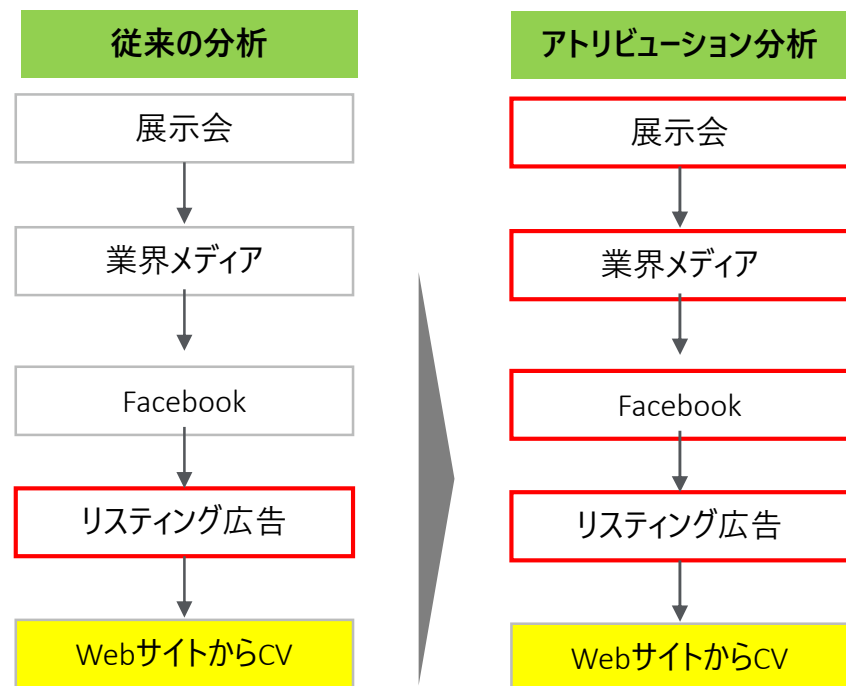 従来の分析
展示会
業界メディア
Facebook
リスティング広告
WebサイトからCV
アトリビューション分析
展示会
業界メディア
Facebook
リスティング広告
WebサイトからCV